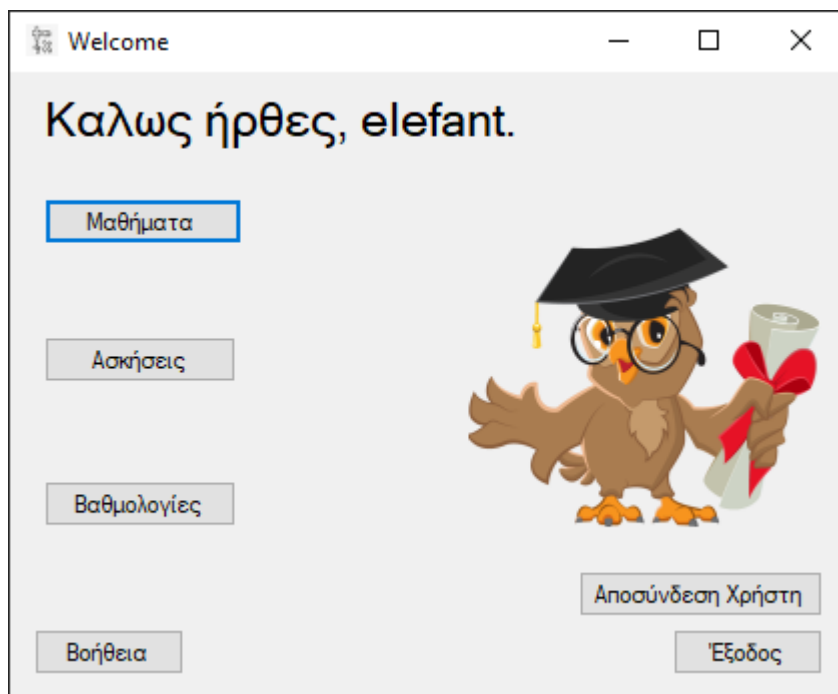 Welcome
Καλως ήρθες, elefant.
Μαθήματα
Ασκήσεις
Βαθμολογίες
Αποσύνδεση Χρήστη
Βοήθεια
Έξοδος